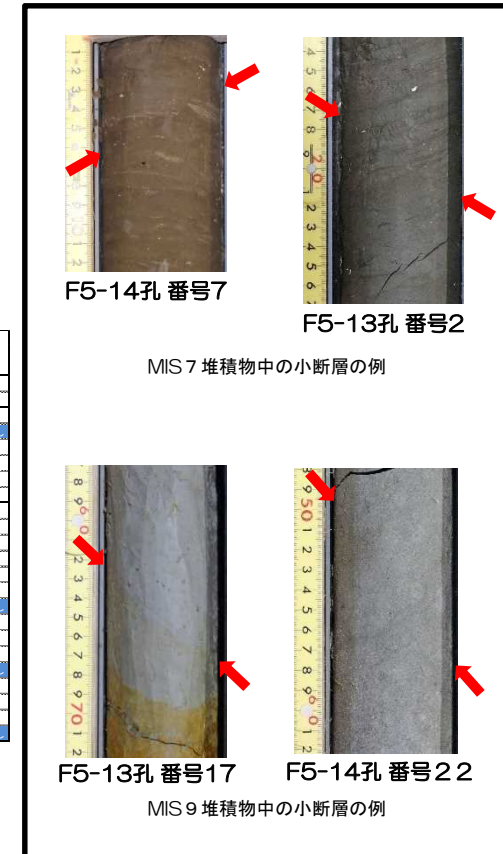 F5-14孔 番号7
F5-13孔 番号2
MIS7堆積物中の小断層の例
F5-13孔 番号17
F5-14孔 番号22
MIS9堆積物中の小断層の例